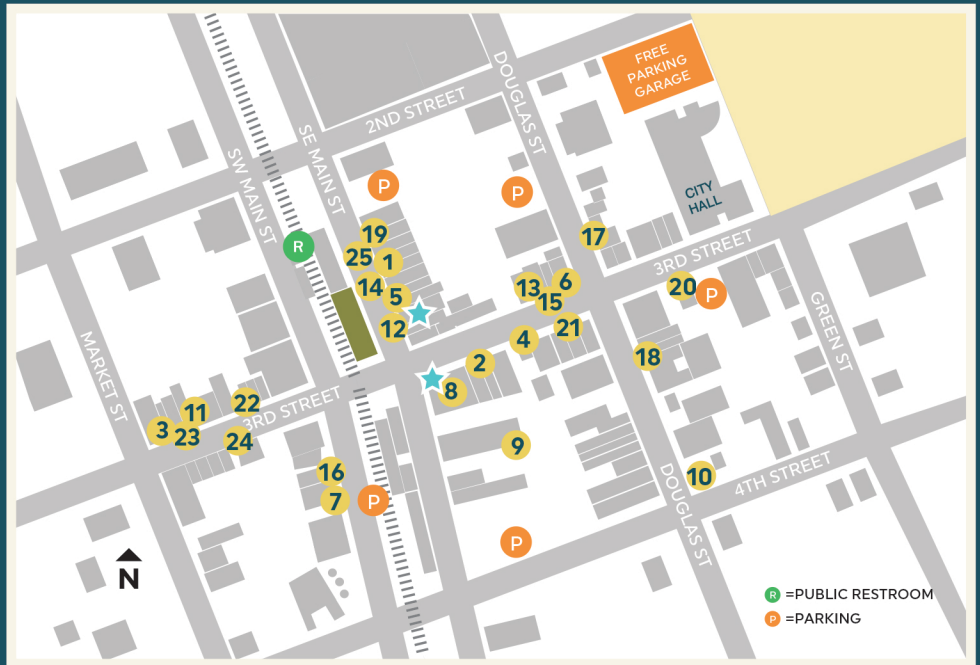 FREE
PARKING
GARAGE
DOUGLAS ST
2ND STREET
SE MAIN ST
SW MAIN ST
P
P
CITY
HALL
19
17
3RD STREET
R
25
1
14
5
13
6
15
20
P
12
21
4
18
GREEN ST
MARKET ST
2
8
22
3RD STREET
11
3
23
24
9
16
7
P
10
4TH STREET
DOUGLAS ST
P
N
R =PUBLIC RESTROOM
P =PARKING